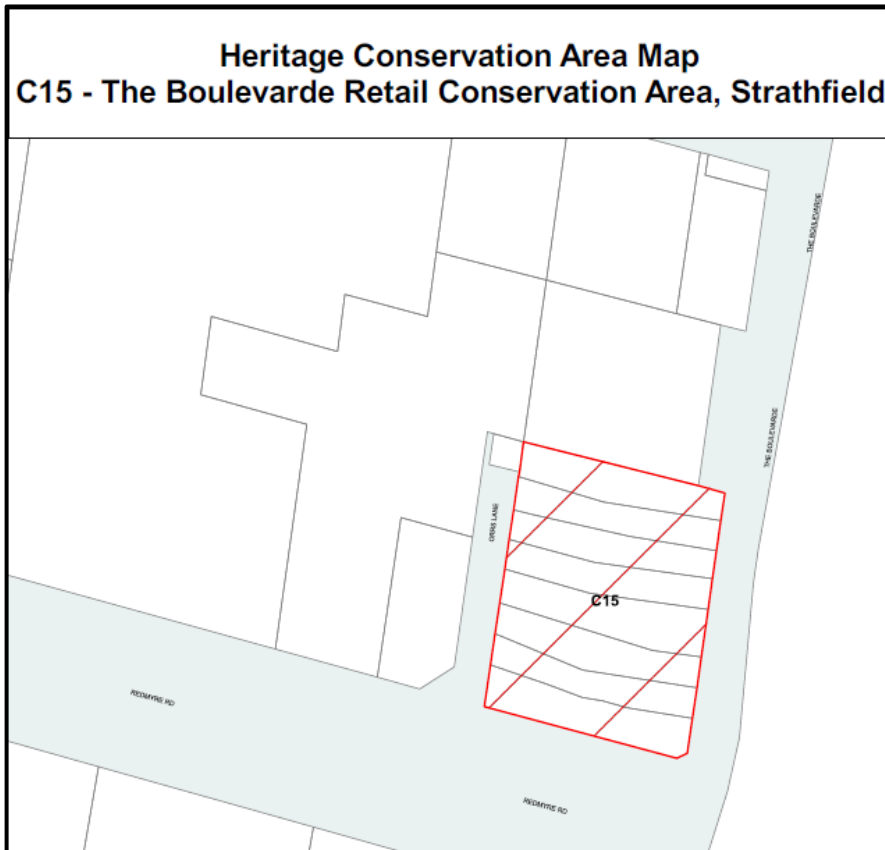 Heritage Conservation Area Map
C15 - The Boulevarde Retail Conservation Area, Strathfield
THE BOULEVARDE
THE BOULEVARDE
LANE
C15
REDMYRE RD
REDMYRE RD